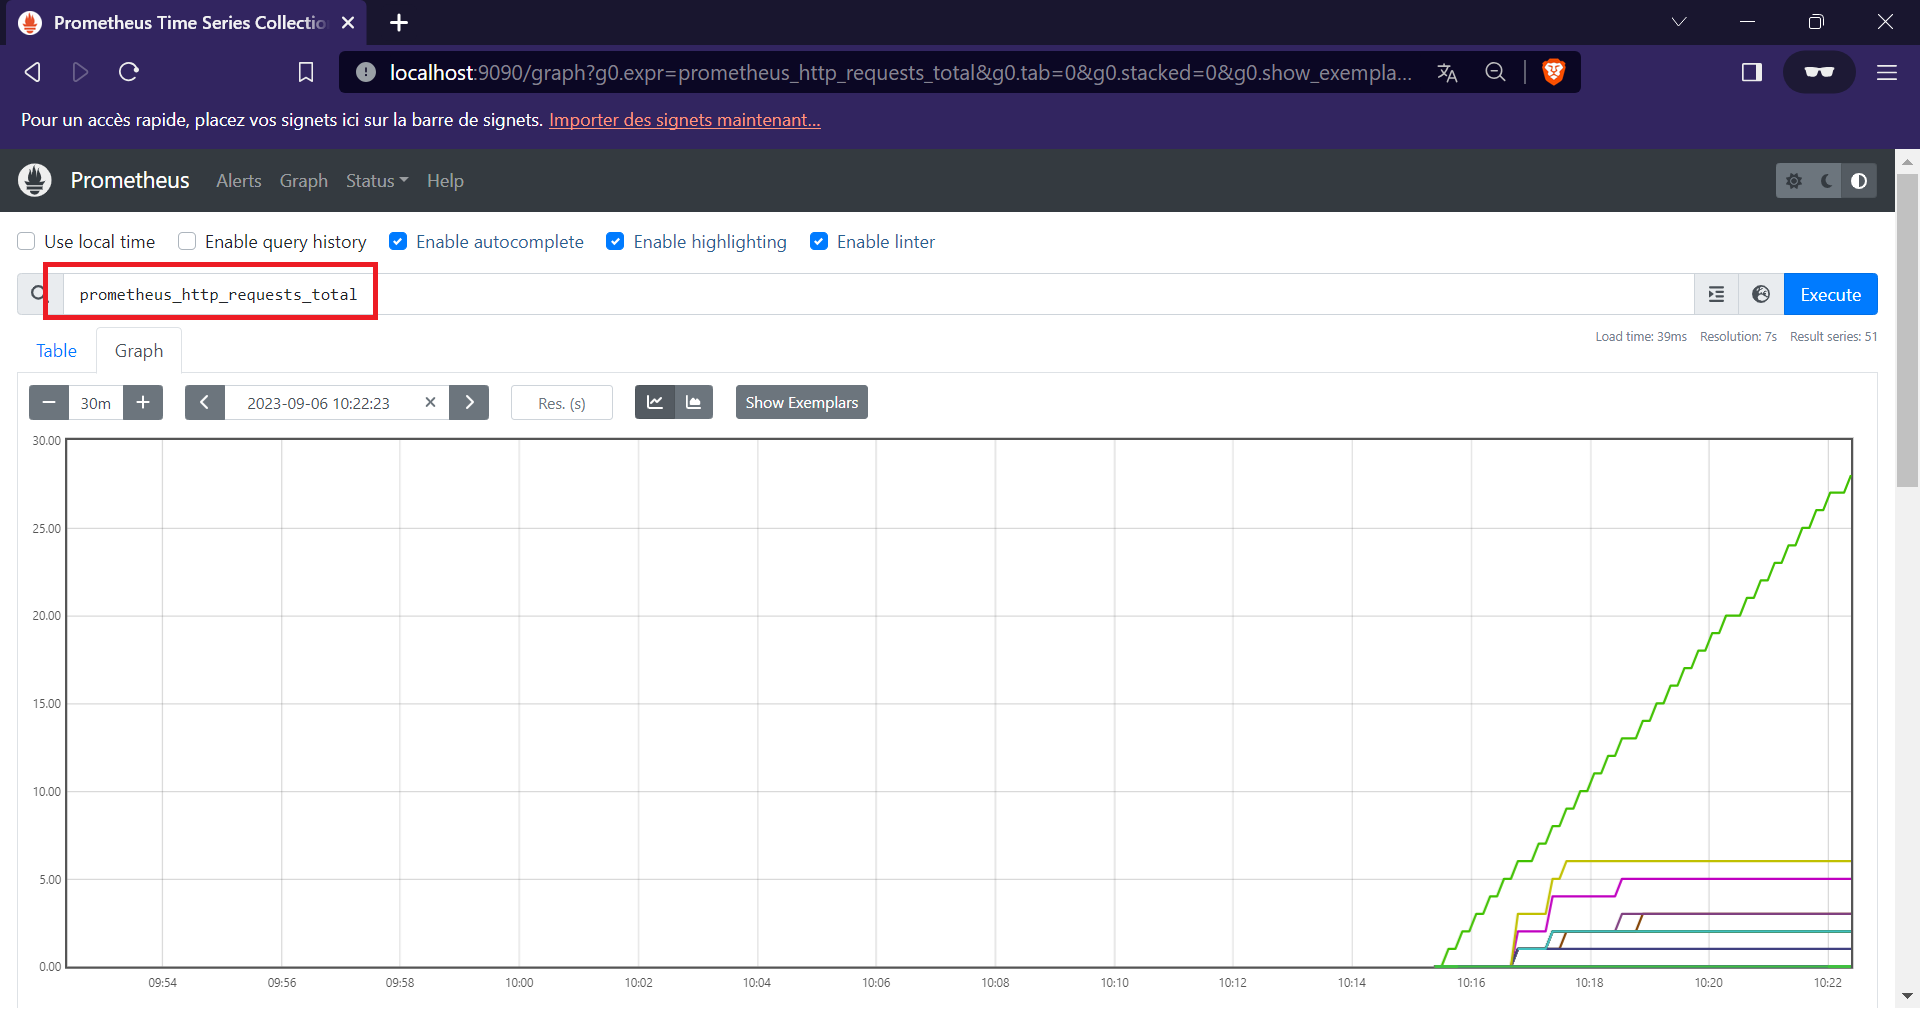 Prometheus Time Series Collectio
localhost:9090/graph?g0.expr=prometheus_http_requests_total&g0.tab=0&g0.stacked=0&g0.show_exempla...
Pour un accès rapide, placez vos signets ici sur la barre de signets. Importer des signets maintenant...
Prometheus Alerts Graph Status Help
Use local time Enable query history Enable autocomplete Enable highlighting Enable linter
prometheus_http_requests_total Execute
Load time: 39ms Resolution: 7s Result series: 51
Table Graph
30m 2023-09-06 10:22:23 Res. (s) Show Exemplars
30.00
25.00
20.00
15.00
10.00
5.00
0.00
09:54 09:56 09:58 10:00 10:02 10:04 10:06 10:08 10:10 10:12 10:14 10:16 10:18 10:20 10:22